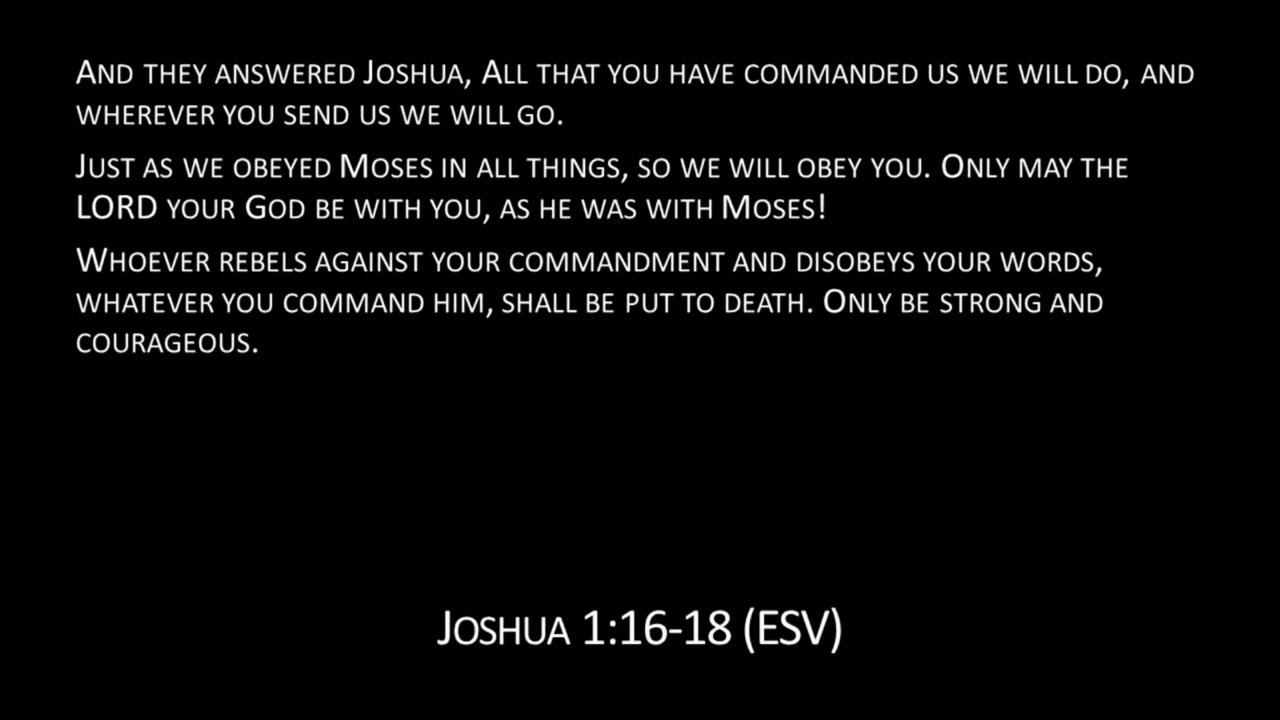 And they answered Joshua, All that you have commanded us we will do, and
wherever you send us we will go.
Just as we obeyed Moses in all things, so we will obey you. Only may the
LORD your God be with you, as he was with Moses!
Whoever rebels against your commandment and disobeys your words,
whatever you command him, shall be put to death. Only be strong and
courageous.
Joshua 1:16-18 (ESV)